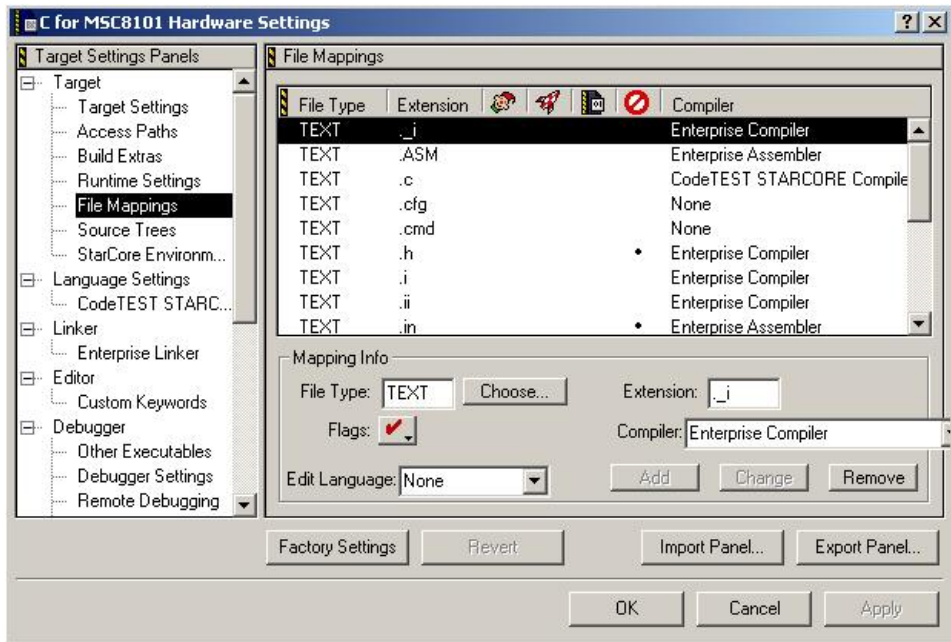 C for MSC8101 Hardware Settings
Target Settings Panels
Target
Target Settings
Access Paths
Build Extras
Runtime Settings
File Mappings
Source Trees
StarCore Environm...
Language Settings
CodeTEST STARC...
Linker
Enterprise Linker
Editor
Custom Keywords
Debugger
Other Executables
Debugger Settings
Remote Debugging
File Mappings
File Type Extension Compiler
TEXT ._i Enterprise Compiler
TEXT .ASM Enterprise Assembler
TEXT .c CodeTEST STARCORE Compile
TEXT .cfg None
TEXT .cmd None
TEXT .h • Enterprise Compiler
TEXT .i Enterprise Compiler
TEXT .ii Enterprise Compiler
TEXT .in • Enterprise Assembler
Mapping Info
File Type: TEXT Choose... Extension: ._i
Flags: Compiler: Enterprise Compiler
Edit Language: None Add Change Remove
Factory Settings Revert Import Panel... Export Panel...
OK Cancel Apply